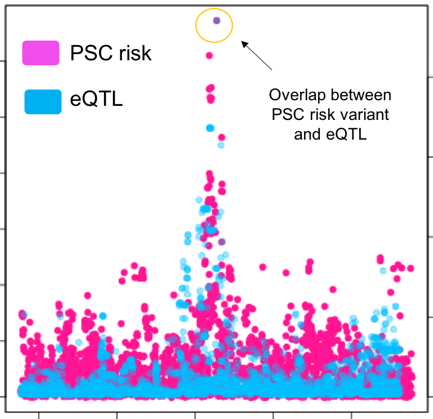 PSC risk
eQTL
Overlap between
PSC risk variant
and eQTL